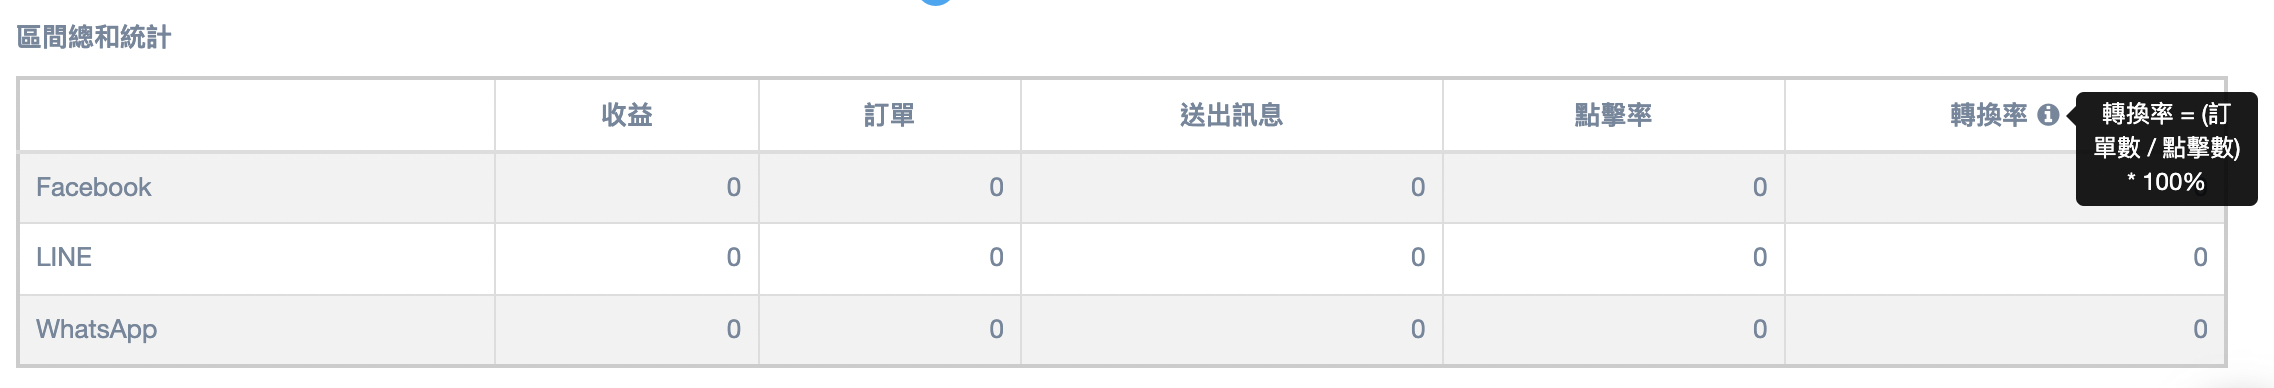 區間總和統計
收益 訂單 送出訊息 點擊率 轉換率
轉換率 = (訂
單數 / 點擊數)
* 100%
Facebook 0 0 0 0
LINE 0 0 0 0 0
WhatsApp 0 0 0 0 0